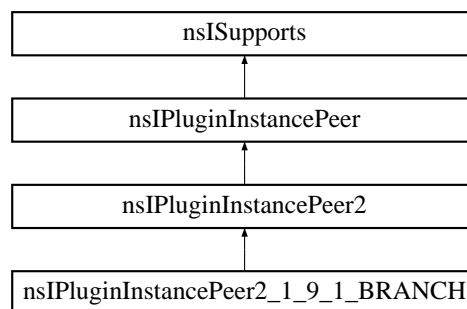 nsISupports
nsIPluginInstancePeer
nsIPluginInstancePeer2
nsIPluginInstancePeer2_1_9_1_BRANCH